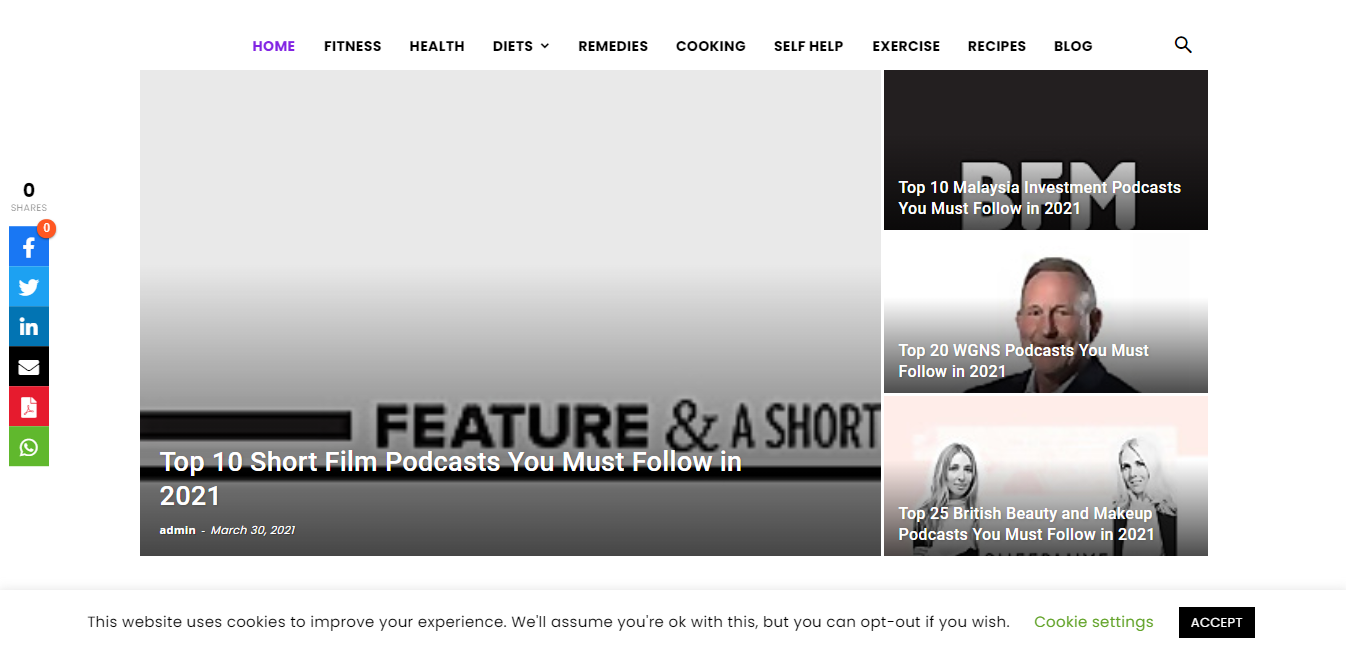 HOME FITNESS HEALTH DIETS REMEDIES COOKING SELF HELP EXERCISE RECIPES BLOG
0
SHARES
0
FEATURE & A SHORT
Top 10 Short Film Podcasts You Must Follow in
2021
admin - March 30, 2021
BFM
Top 10 Malaysia Investment Podcasts
You Must Follow in 2021
Top 20 WGNS Podcasts You Must
Follow in 2021
Top 25 British Beauty and Makeup
Podcasts You Must Follow in 2021
This website uses cookies to improve your experience. We'll assume you're ok with this, but you can opt-out if you wish. Cookie settings ACCEPT